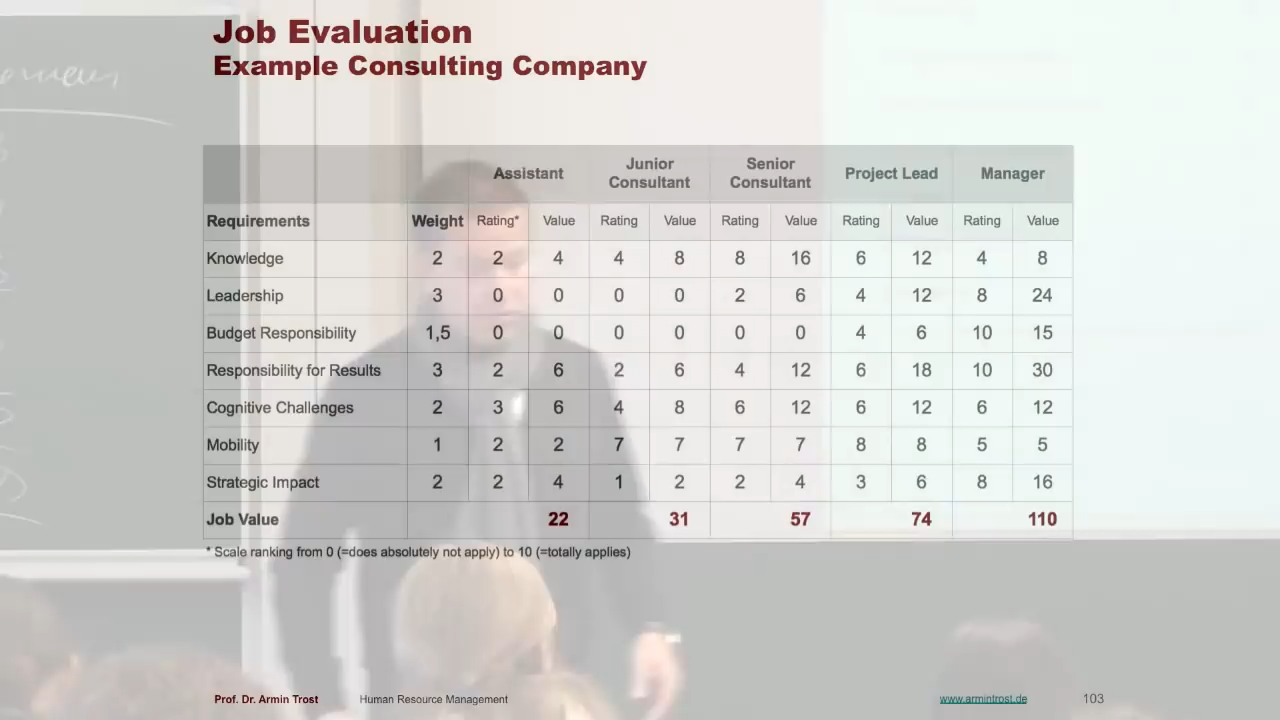 Job Evaluation
Example Consulting Company
Assistant Junior Consultant Senior Consultant Project Lead Manager
Requirements Weight Rating* Value Rating Value Rating Value Rating Value Rating Value
Knowledge 2 2 4 4 8 8 16 6 12 4 8
Leadership 3 0 0 0 0 2 6 4 12 8 24
Budget Responsibility 1,5 0 0 0 0 0 0 4 6 10 15
Responsibility for Results 3 2 6 2 6 4 12 6 18 10 30
Cognitive Challenges 2 3 6 4 8 6 12 6 12 6 12
Mobility 1 2 2 7 7 7 7 8 8 5 5
Strategic Impact 2 2 4 1 2 2 4 3 6 8 16
Job Value 22 31 57 74 110
* Scale ranking from 0 (=does absolutely not apply) to 10 (=totally applies)
Prof. Dr. Armin Trost Human Resource Management www.armintrost.de 103